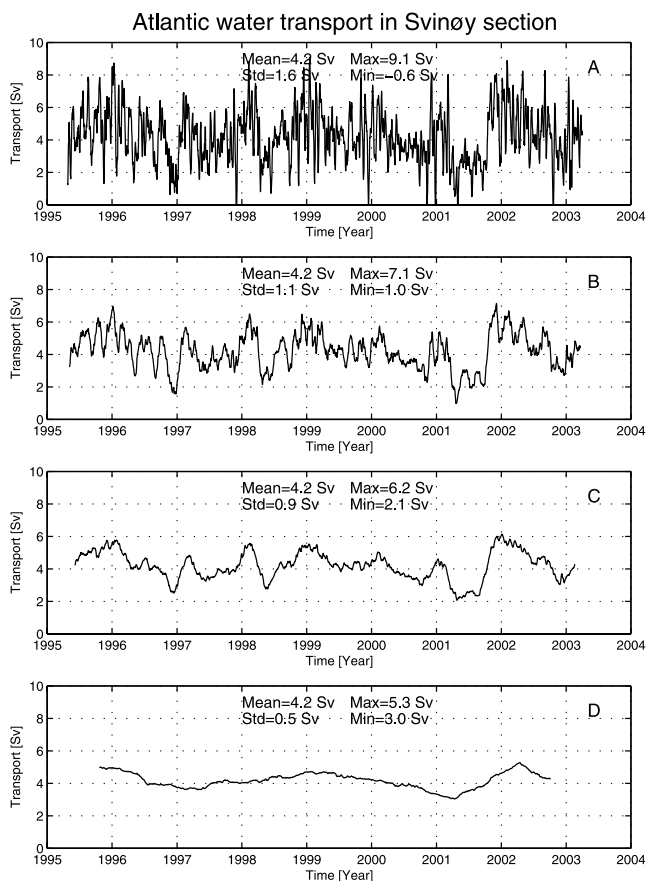 Atlantic water transport in Svinøy section
10
8
6
4
2
0
Transport [Sv]
Mean=4.2 Sv Max=9.1 Sv
Std=1.6 Sv Min=−0.6 Sv
A
1995 1996 1997 1998 1999 2000 2001 2002 2003 2004
Time [Year]
10
8
6
4
2
0
Transport [Sv]
Mean=4.2 Sv Max=7.1 Sv
Std=1.1 Sv Min=1.0 Sv
B
1995 1996 1997 1998 1999 2000 2001 2002 2003 2004
Time [Year]
10
8
6
4
2
0
Transport [Sv]
Mean=4.2 Sv Max=6.2 Sv
Std=0.9 Sv Min=2.1 Sv
C
1995 1996 1997 1998 1999 2000 2001 2002 2003 2004
Time [Year]
10
8
6
4
2
0
Transport [Sv]
Mean=4.2 Sv Max=5.3 Sv
Std=0.5 Sv Min=3.0 Sv
D
1995 1996 1997 1998 1999 2000 2001 2002 2003 2004
Time [Year]